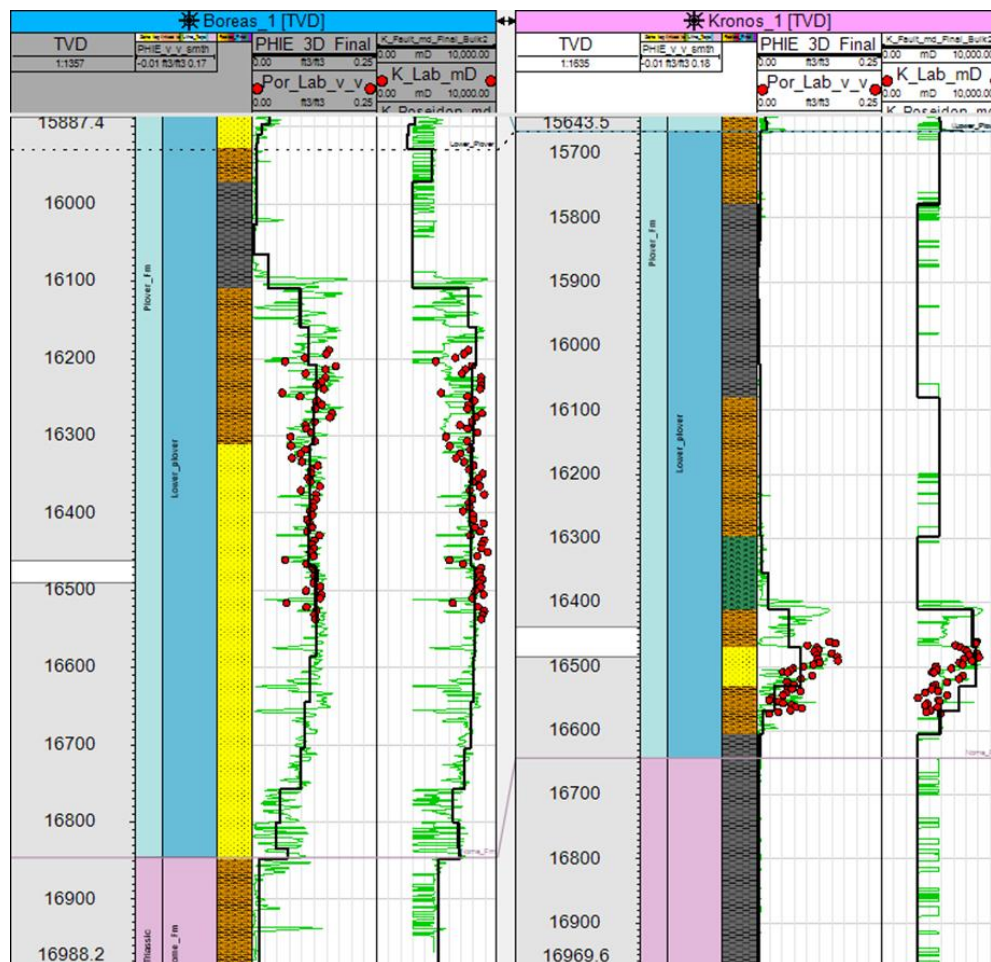 Boreas_1 [TVD]
Kronos_1 [TVD]
TVD
1:1357
PHIE_v_v_smth
-0.01 ft3/ft3 0.17
PHIE_3D_Final
0.00 ft3/ft3 0.25
Por_Lab_v_v
0.00 ft3/ft3 0.25
K_Fault_md_Final_Bulk2
0.00 mD 10,000.00
K_Lab_mD
0.00 mD 10,000.00
K_Poseidon_md
TVD
1:1635
PHIE_v_v_smth
-0.01 ft3/ft3 0.18
PHIE_3D_Final
0.00 ft3/ft3 0.25
Por_Lab_v_v
0.00 ft3/ft3 0.25
K_Fault_md_Final_Bulk2
0.00 mD 10,000.00
K_Lab_mD
0.00 mD 10,000.00
K_Poseidon_md
15887.4
16000
16100
16200
16300
16400
16500
16600
16700
16800
16900
16988.2
Plover_Fm
Lower_plover
Triassic
ome_Fm
Lower_Plover
Nome_Fm
15643.5
15700
15800
15900
16000
16100
16200
16300
16400
16500
16600
16700
16800
16900
16969.6
Plover_Fm
Lower_plover